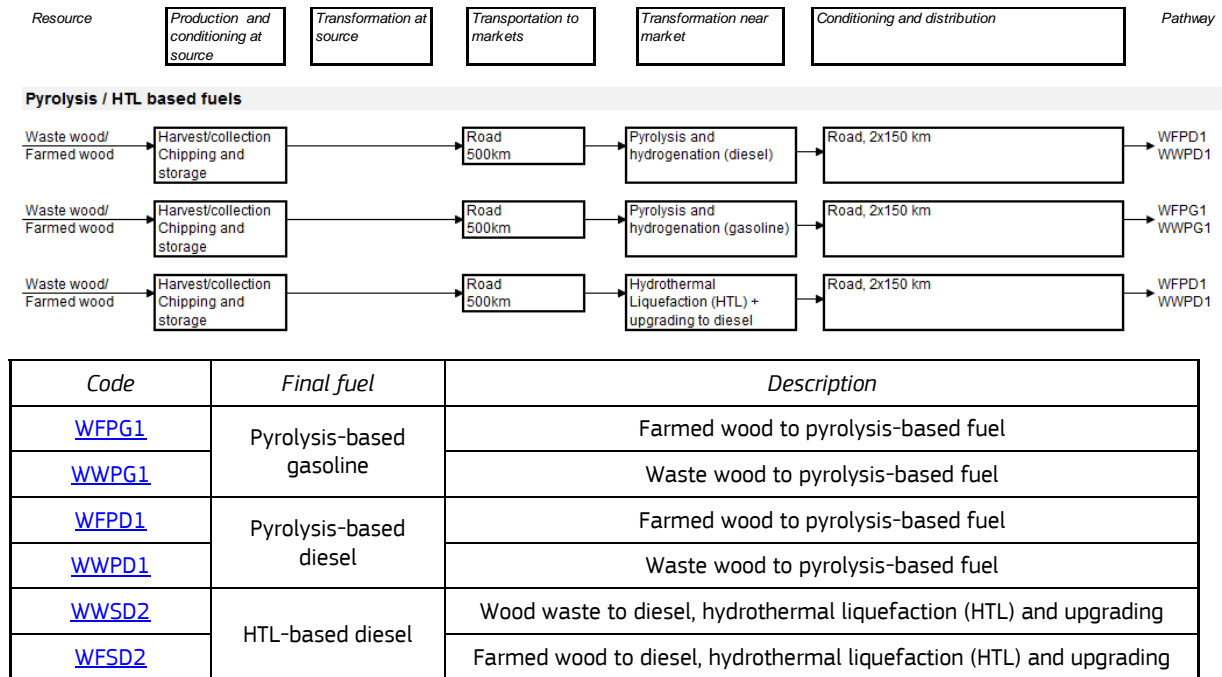 Resource
Production and
conditioning at
source
Transformation at
source
Transportation to
markets
Transformation near
market
Conditioning and distribution
Pathway
Pyrolysis / HTL based fuels
Waste wood/
Farmed wood
Harvest/collection
Chipping and
storage
Road
500km
Pyrolysis and
hydrogenation (diesel)
Road, 2x150 km
WFPD1
WWPD1
Waste wood/
Farmed wood
Harvest/collection
Chipping and
storage
Road
500km
Pyrolysis and
hydrogenation (gasoline)
Road, 2x150 km
WFPG1
WWPG1
Waste wood/
Farmed wood
Harvest/collection
Chipping and
storage
Road
500km
Hydrothermal
Liquefaction (HTL) +
upgrading to diesel
Road, 2x150 km
WFPD1
WWPD1
Code
Final fuel
Description
WFPG1
Pyrolysis-based
gasoline
Farmed wood to pyrolysis-based fuel
WWPG1
Waste wood to pyrolysis-based fuel
WFPD1
Pyrolysis-based
diesel
Farmed wood to pyrolysis-based fuel
WWPD1
Waste wood to pyrolysis-based fuel
WWSD2
HTL-based diesel
Wood waste to diesel, hydrothermal liquefaction (HTL) and upgrading
WFSD2
Farmed wood to diesel, hydrothermal liquefaction (HTL) and upgrading